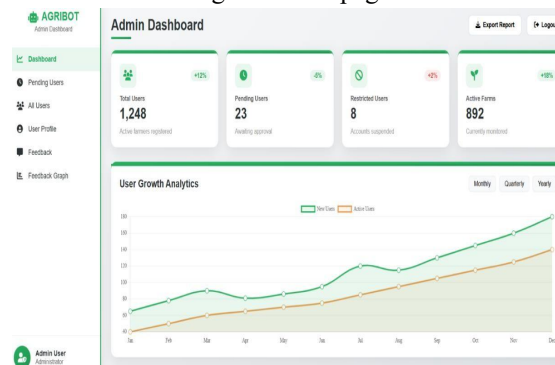 AGRIBOT
Admin Dashboard
Dashboard
Pending Users
All Users
User Profile
Feedback
Feedback Graph
Admin User
Administrator
Admin Dashboard
Export Report
Logou
+12%
Total Users
1,248
Active farmers registered
-5%
Pending Users
23
Awaiting approval
+2%
Restricted Users
8
Accounts suspended
+18%
Active Farms
892
Currently monitored
User Growth Analytics
Monthly Quarterly Yearly
New Users Active Users
180
160
140
120
100
80
60
40
Jan Feb Mar Apr May Jun Jul Aug Sep Oct Nov Dec